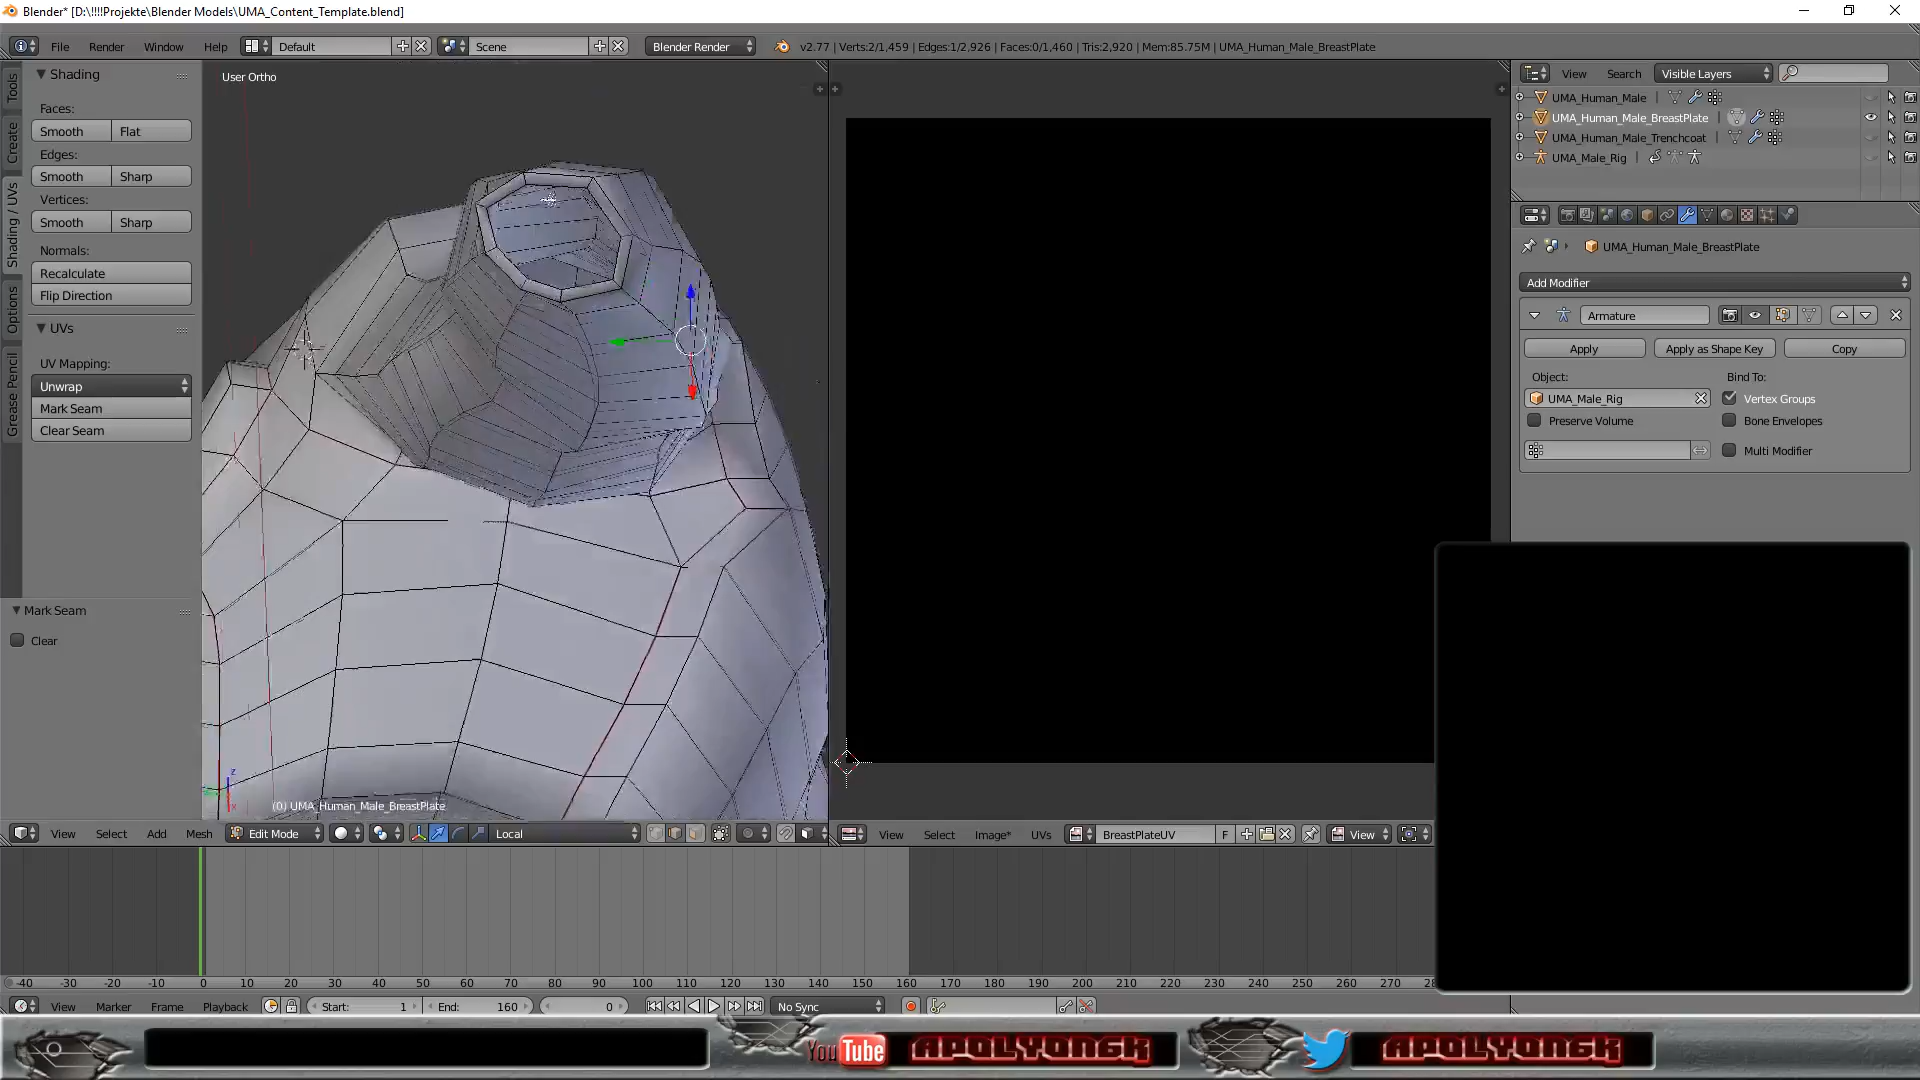 Blender* [D:\!!!!Projekte\Blender Models\UMA_Content_Template.blend]
File Render Window Help Default Scene Blender Render v2.77 | Verts:2/1,459 | Edges:1/2,926 | Faces:0/1,460 | Tris:2,920 | Mem:85.75M | UMA_Human_Male_BreastPlate
Tools
Create
Shading / UVs
Options
Grease Pencil
Shading
Faces:
Smooth Flat
Edges:
Smooth Sharp
Vertices:
Smooth Sharp
Normals:
Recalculate
Flip Direction
UVs
UV Mapping:
Unwrap
Mark Seam
Clear Seam
Mark Seam
Clear
User Ortho
(0) UMA_Human_Male_BreastPlate
View Select Add Mesh Edit Mode Local
View Select Image* UVs BreastPlateUV F View
View Search Visible Layers
UMA_Human_Male
UMA_Human_Male_BreastPlate
UMA_Human_Male_Trenchcoat
UMA_Male_Rig
UMA_Human_Male_BreastPlate
Add Modifier
Armature
Apply Apply as Shape Key Copy
Object: Bind To:
UMA_Male_Rig Vertex Groups
Preserve Volume Bone Envelopes
Multi Modifier
-40 -30 -20 -10 0 10 20 30 40 50 60 70 80 90 100 110 120 130 140 150 160 170 180 190 200 210 220 230 240 250 260 270
View Marker Frame Playback Start: 1 End: 160 0 No Sync
YouTube APOLYON6K APOLYON6K